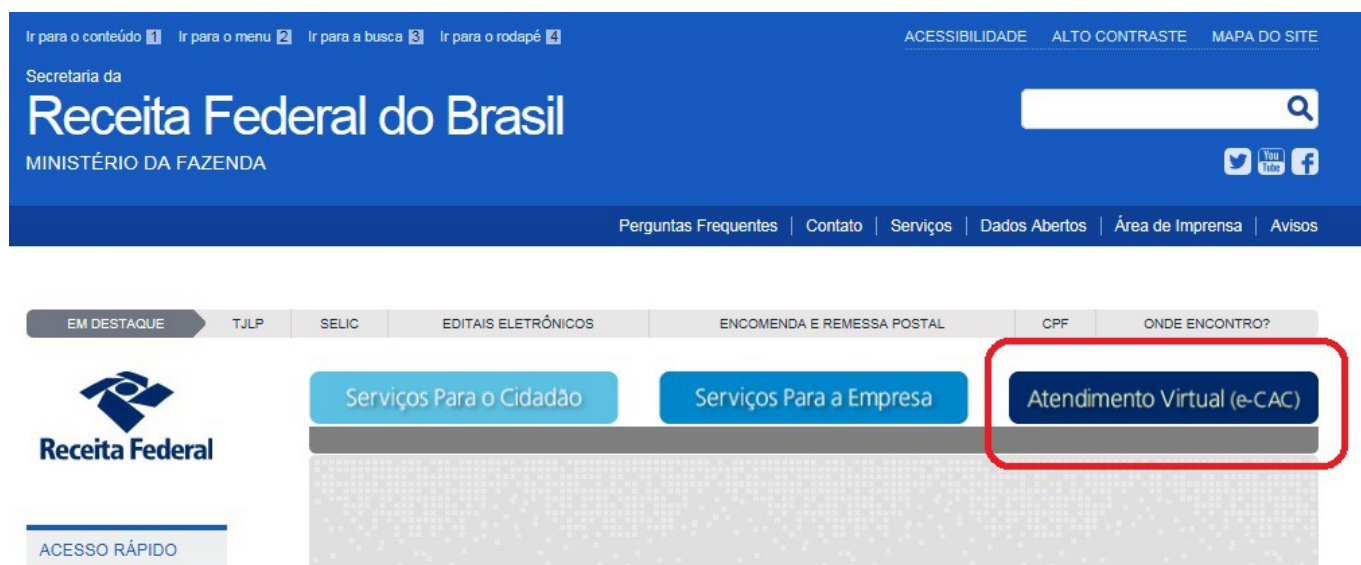 Ir para o conteúdo 1 Ir para o menu 2 Ir para a busca 3 Ir para o rodapé 4 ACESSIBILIDADE ALTO CONTRASTE MAPA DO SITE
Secretaria da
Receita Federal do Brasil
MINISTÉRIO DA FAZENDA
You Tube
Perguntas Frequentes | Contato | Serviços | Dados Abertos | Área de Imprensa | Avisos
EM DESTAQUE TJLP SELIC EDITAIS ELETRÔNICOS ENCOMENDA E REMESSA POSTAL CPF ONDE ENCONTRO?
Serviços Para o Cidadão Serviços Para a Empresa Atendimento Virtual (e-CAC)
Receita Federal
ACESSO RÁPIDO